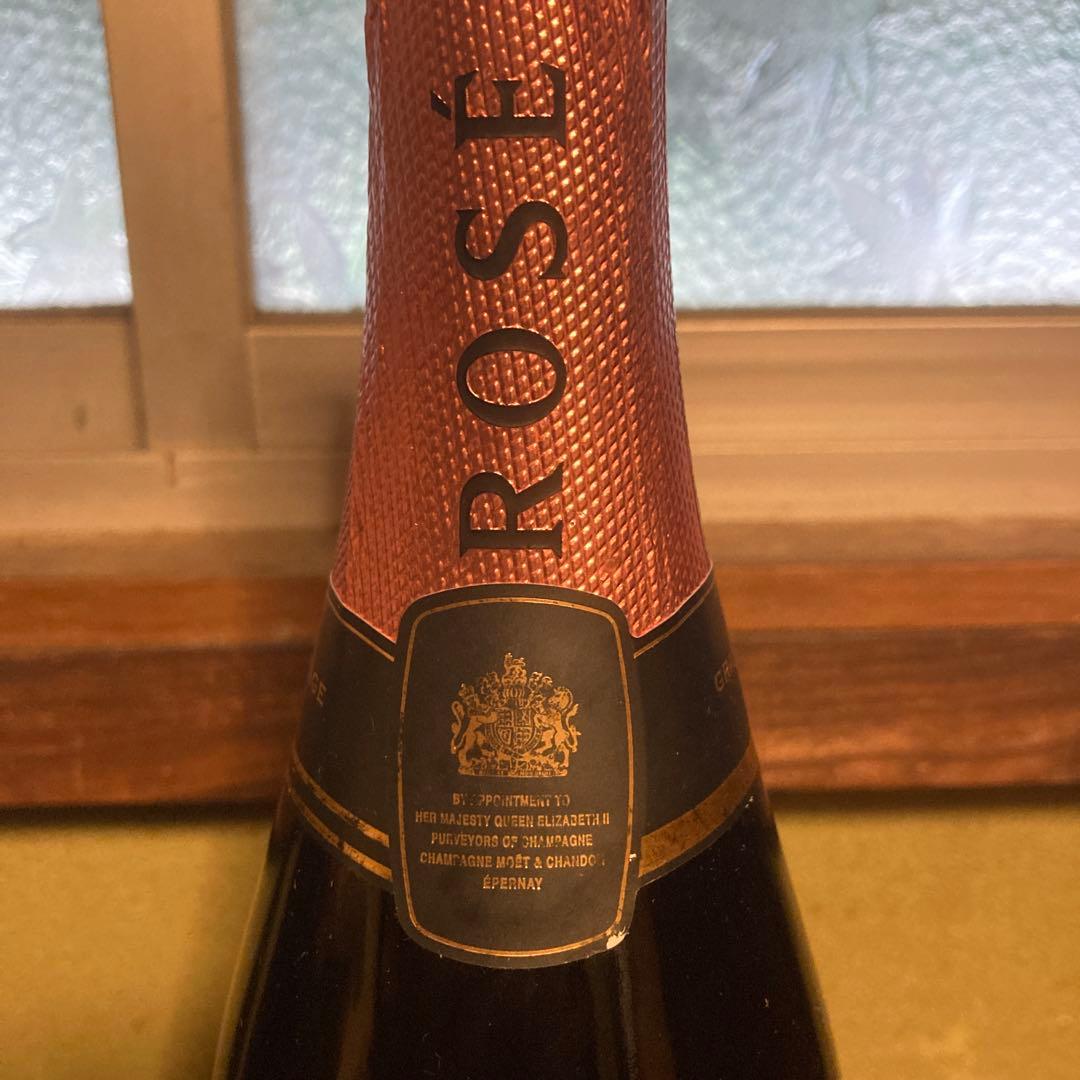 ROSÉ
BY APPOINTMENT TO
HER MAJESTY QUEEN ELIZABETH II
PURVEYORS OF CHAMPAGNE
CHAMPAGNE MOËT & CHANDON
ÉPERNAY